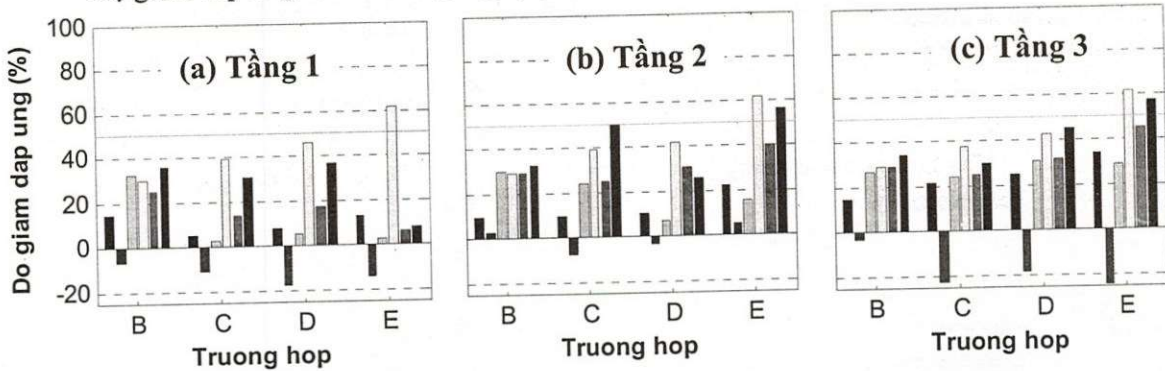 100
80
60
40
20
0
-20
Do giam dap ung (%)
(a) Tầng 1
B C D E
Truong hop
(b) Tầng 2
B C D E
Truong hop
(c) Tầng 3
B C D E
Truong hop